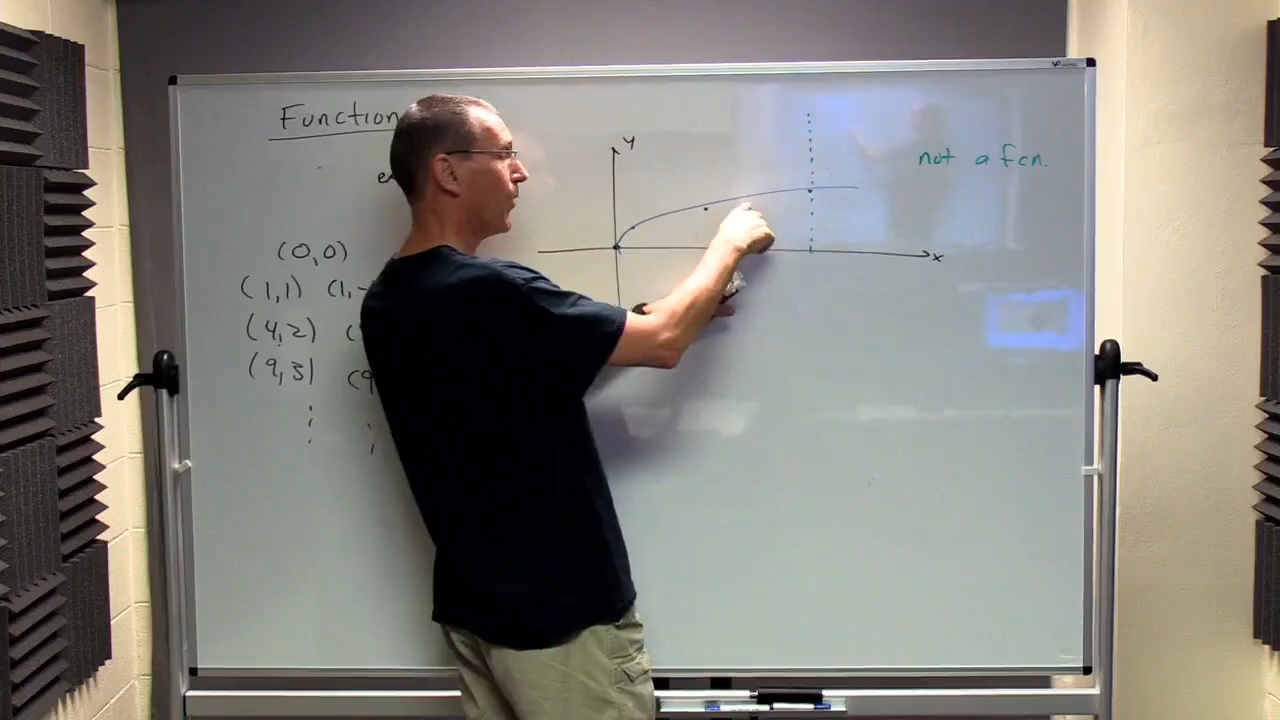 Function
y
not a fcn.
e
(0,0)
x
(1,1) (1,-
(4,2) (
(9,3) (9